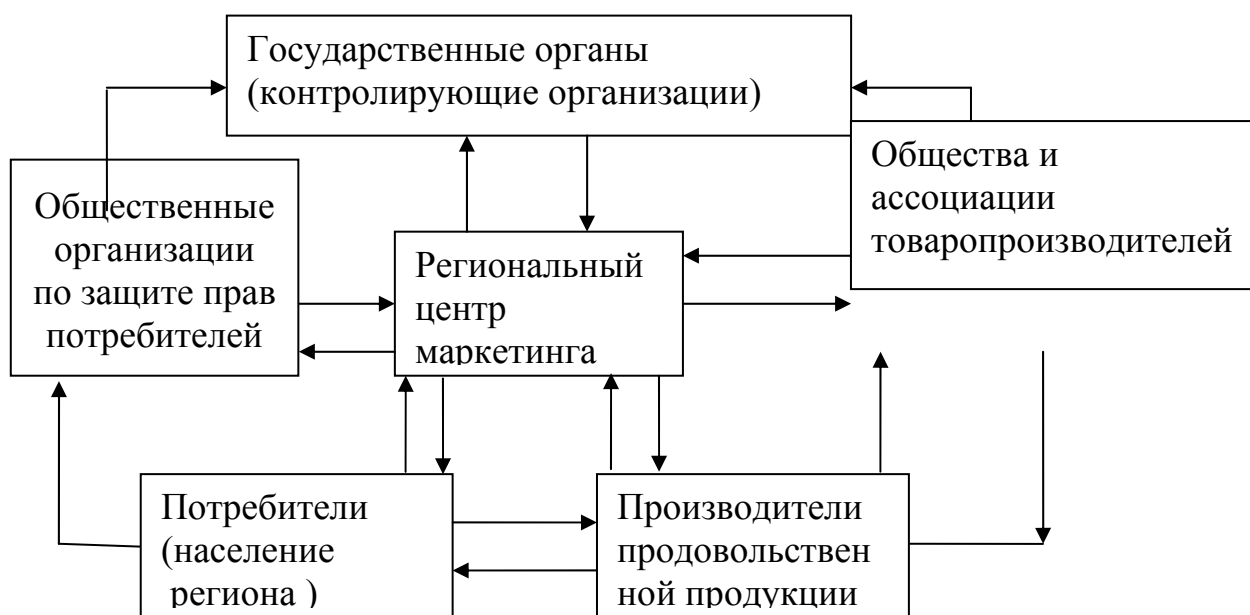 Государственные органы
(контролирующие организации)
Общества и
ассоциации
товаропроизводителей
Общественные
организации
по защите прав
потребителей
Региональный
центр
маркетинга
Потребители
(население
региона )
Производители
продовольствен
ной продукции